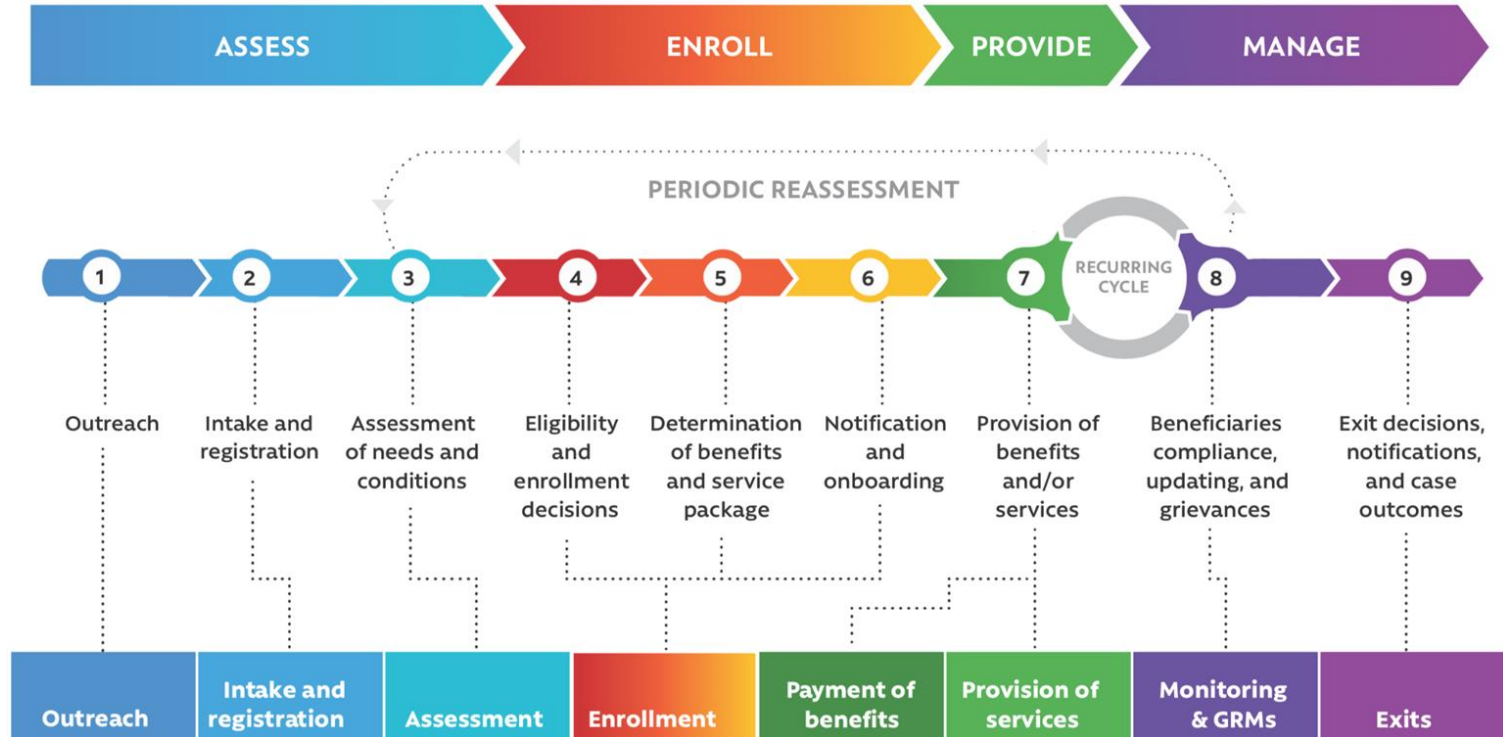 ASSESS
ENROLL
PROVIDE
MANAGE
PERIODIC REASSESSMENT
RECURRING
CYCLE
1
2
3
4
5
6
7
8
9
Outreach
Intake and
registration
Assessment
of needs and
conditions
Eligibility
and
enrollment
decisions
Determination
of benefits
and service
package
Notification
and
onboarding
Provision of
benefits
and/or
services
Beneficiaries
compliance,
updating, and
grievances
Exit decisions,
notifications,
and case
outcomes
Outreach
Intake and
registration
Assessment
Enrollment
Payment of
benefits
Provision of
services
Monitoring
& GRMs
Exits